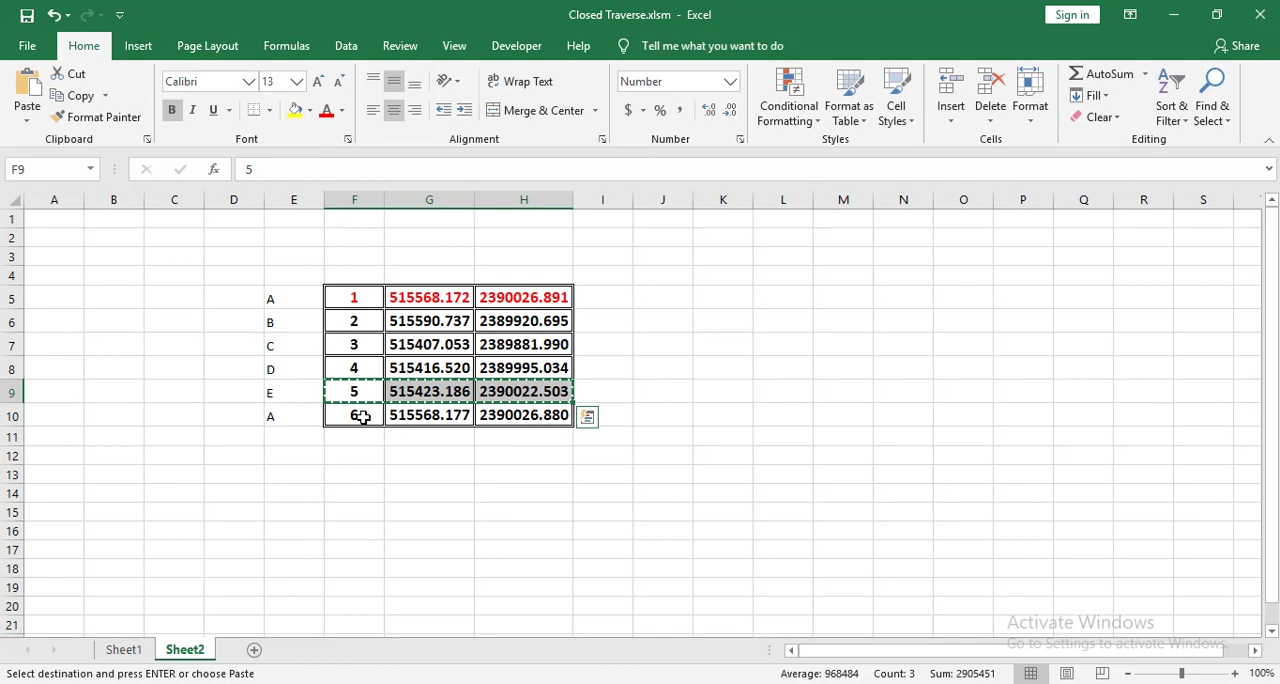 Closed Traverse.xlsm - Excel
Sign in
File Home Insert Page Layout Formulas Data Review View Developer Help Tell me what you want to do Share
Paste
Cut
Copy
Format Painter
Clipboard
Calibri 13 A A
B I U A
Font
Wrap Text
Merge & Center
Alignment
Number
$ % , .00
Number
Conditional Formatting
Format as Table
Cell Styles
Styles
Insert Delete Format
Cells
AutoSum
Fill
Clear
Sort & Filter
Find & Select
Editing
F9 fx 5
A B C D E F G H I J K L M N O P Q R S
1
2
3
4
5 A 1 515568.172 2390026.891
6 B 2 515590.737 2389920.695
7 C 3 515407.053 2389881.990
8 D 4 515416.520 2389995.034
9 E 5 515423.186 2390022.503
10 A 6 515568.177 2390026.880
11
12
13
14
15
16
17
18
19
20
21
Activate Windows
Go to Settings to activate Windows.
Sheet1 Sheet2
Select destination and press ENTER or choose Paste Average: 968484 Count: 3 Sum: 2905451 100%